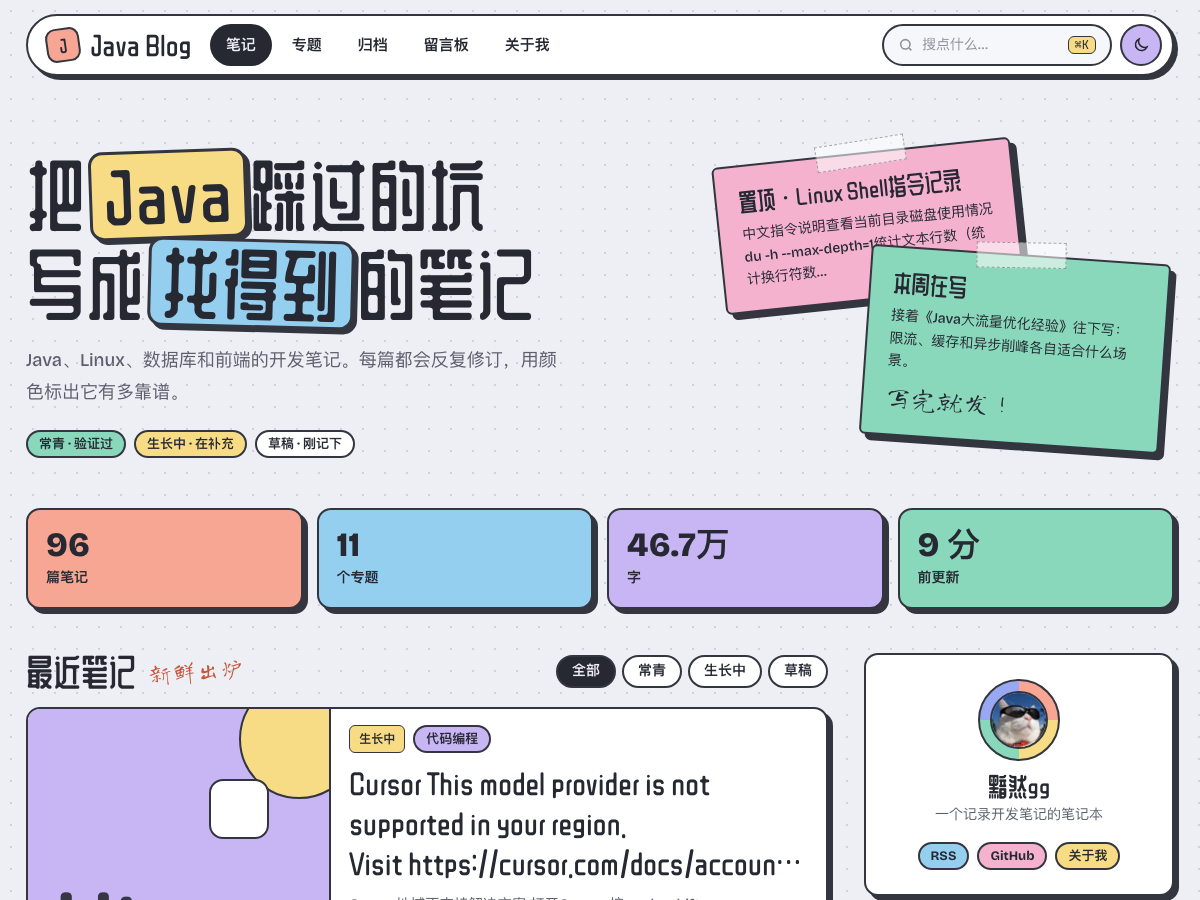 J Java Blog 笔记 专题 归档 留言板 关于我 搜点什么... ⌘K
把 Java 踩过的坑
写成 找得到 的笔记
Java、Linux、数据库和前端的开发笔记。每篇都会反复修订，用颜
色标出它有多靠谱。
常青 · 验证过 生长中 · 在补充 草稿 · 刚记下
置顶 · Linux Shell指令记录
中文指令说明查看当前目录磁盘使用情况
du -h --max-depth=1统计文本行数（统
计换行符数...
本周在写
接着《Java大流量优化经验》往下写：
限流、缓存和异步削峰各自适合什么场
景。
写完就发！
96
篇笔记
11
个专题
46.7万
字
9 分
前更新
最近笔记 新鲜出炉
全部 常青 生长中 草稿
生长中 代码编程
Cursor This model provider is not
supported in your region.
Visit https://cursor.com/docs/accoun…
黯然gg
一个记录开发笔记的笔记本
RSS GitHub 关于我